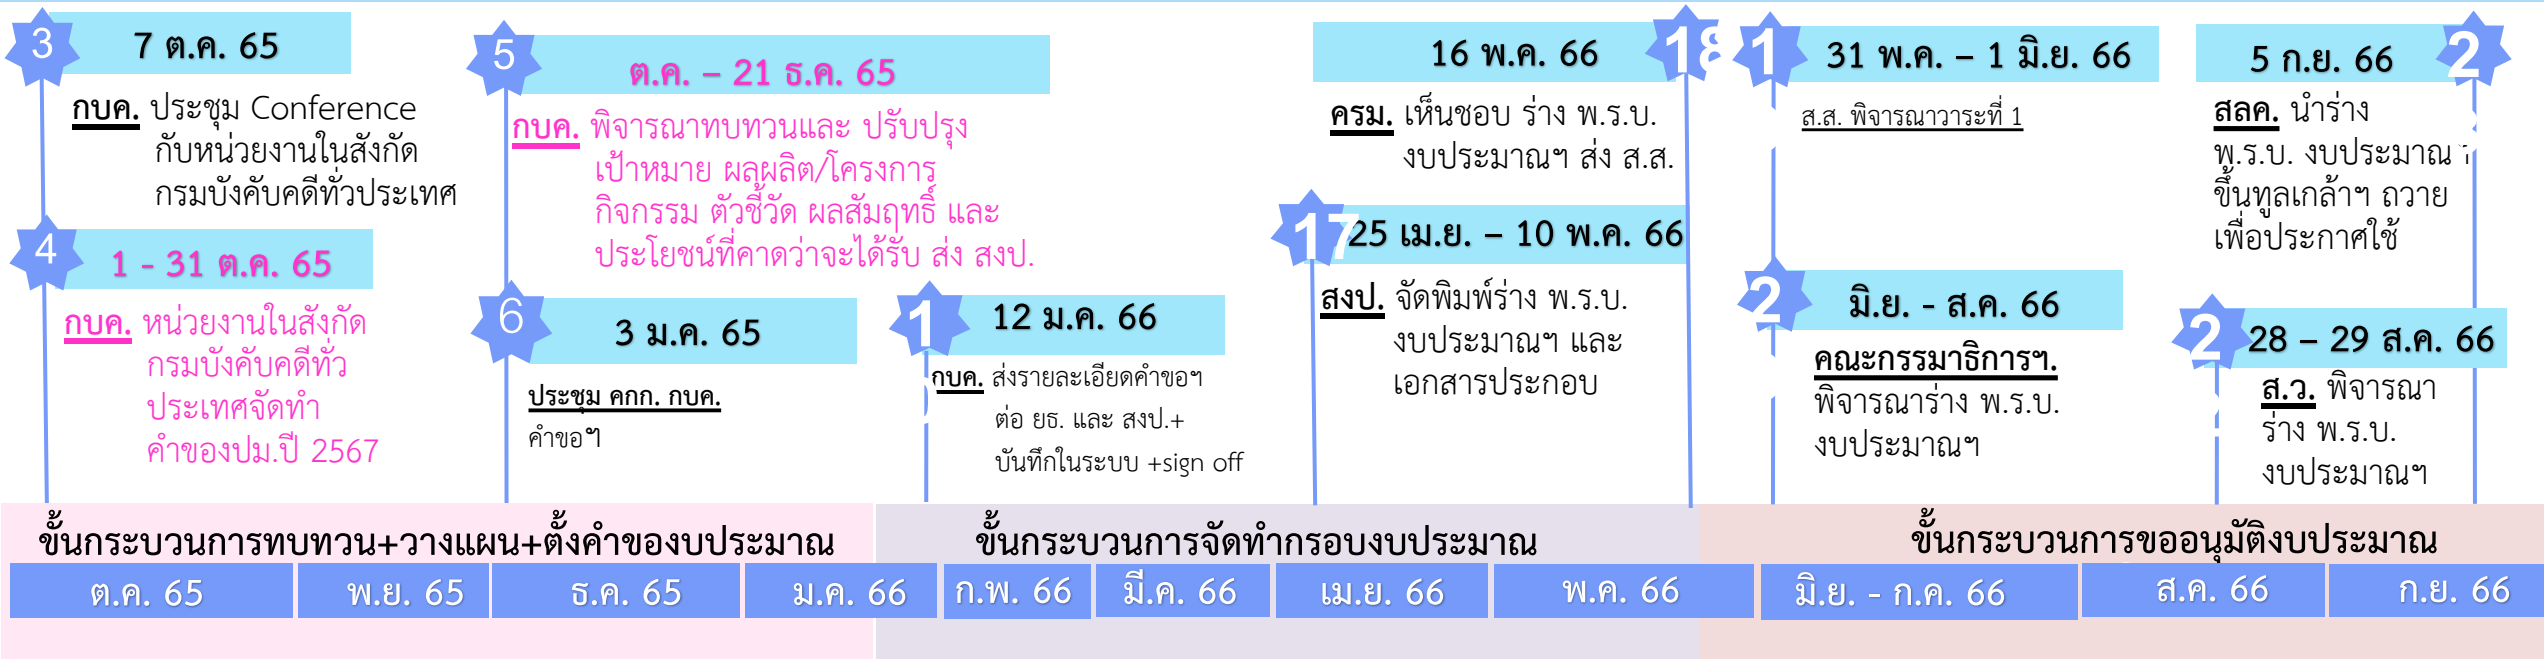 3
7 ต.ค. 65
กบค. ประชุม Conference
กับหน่วยงานในสังกัด
กรมบังคับคดีทั่วประเทศ
4
1 - 31 ต.ค. 65
กบค. หน่วยงานในสังกัด
กรมบังคับคดีทั่ว
ประเทศจัดทำ
คำของปม.ปี 2567
5
ต.ค. – 21 ธ.ค. 65
กบค. พิจารณาทบทวนและ ปรับปรุง
เป้าหมาย ผลผลิต/โครงการ
กิจกรรม ตัวชี้วัด ผลสัมฤทธิ์ และ
ประโยชน์ที่คาดว่าจะได้รับ ส่ง สงป.
6
3 ม.ค. 65
ประชุม คกก. กบค.
คำขอฯ
1
12 ม.ค. 66
กบค. ส่งรายละเอียดคำขอฯ
ต่อ ยธ. และ สงป.+
บันทึกในระบบ +sign off
16 พ.ค. 66
18
ครม. เห็นชอบ ร่าง พ.ร.บ.
งบประมาณฯ ส่ง ส.ส.
17
25 เม.ย. – 10 พ.ค. 66
สงป. จัดพิมพ์ร่าง พ.ร.บ.
งบประมาณฯ และ
เอกสารประกอบ
1
31 พ.ค. – 1 มิ.ย. 66
ส.ส. พิจารณาวาระที่ 1
2
มิ.ย. - ส.ค. 66
คณะกรรมาธิการฯ.
พิจารณาร่าง พ.ร.บ.
งบประมาณฯ
5 ก.ย. 66
2
สลค. นำร่าง
พ.ร.บ. งบประมาณฯ
ขึ้นทูลเกล้าฯ ถวาย
เพื่อประกาศใช้
2
28 – 29 ส.ค. 66
ส.ว. พิจารณา
ร่าง พ.ร.บ.
งบประมาณฯ
ขั้นกระบวนการทบทวน+วางแผน+ตั้งคำของบประมาณ
ขั้นกระบวนการจัดทำกรอบงบประมาณ
ขั้นกระบวนการขออนุมัติงบประมาณ
ต.ค. 65
พ.ย. 65
ธ.ค. 65
ม.ค. 66
ก.พ. 66
มี.ค. 66
เม.ย. 66
พ.ค. 66
มิ.ย. - ก.ค. 66
ส.ค. 66
ก.ย. 66